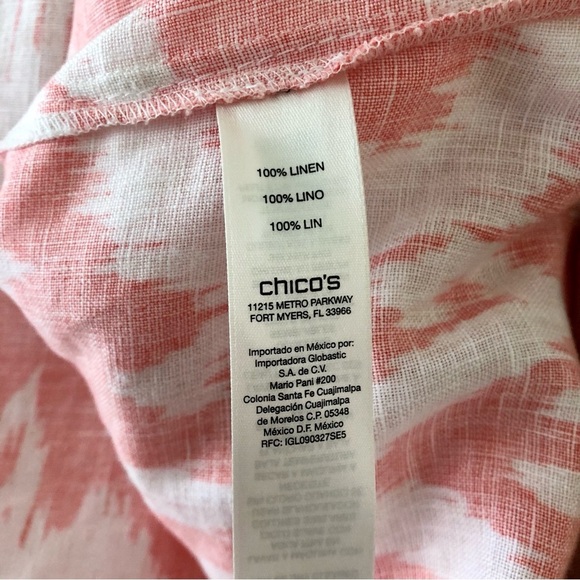 100% LINEN
100% LINO
100% LIN
chico's
11215 METRO PARKWAY
FORT MYERS, FL 33966
Importado en México por:
Importadora Globastic
S.A. de C.V.
Mario Pani #200
Colonia Santa Fe Cuajimalpa
Delegación Cuajimalpa
de Morelos C.P. 05348
México D.F. México
RFC: IGL090327SE5